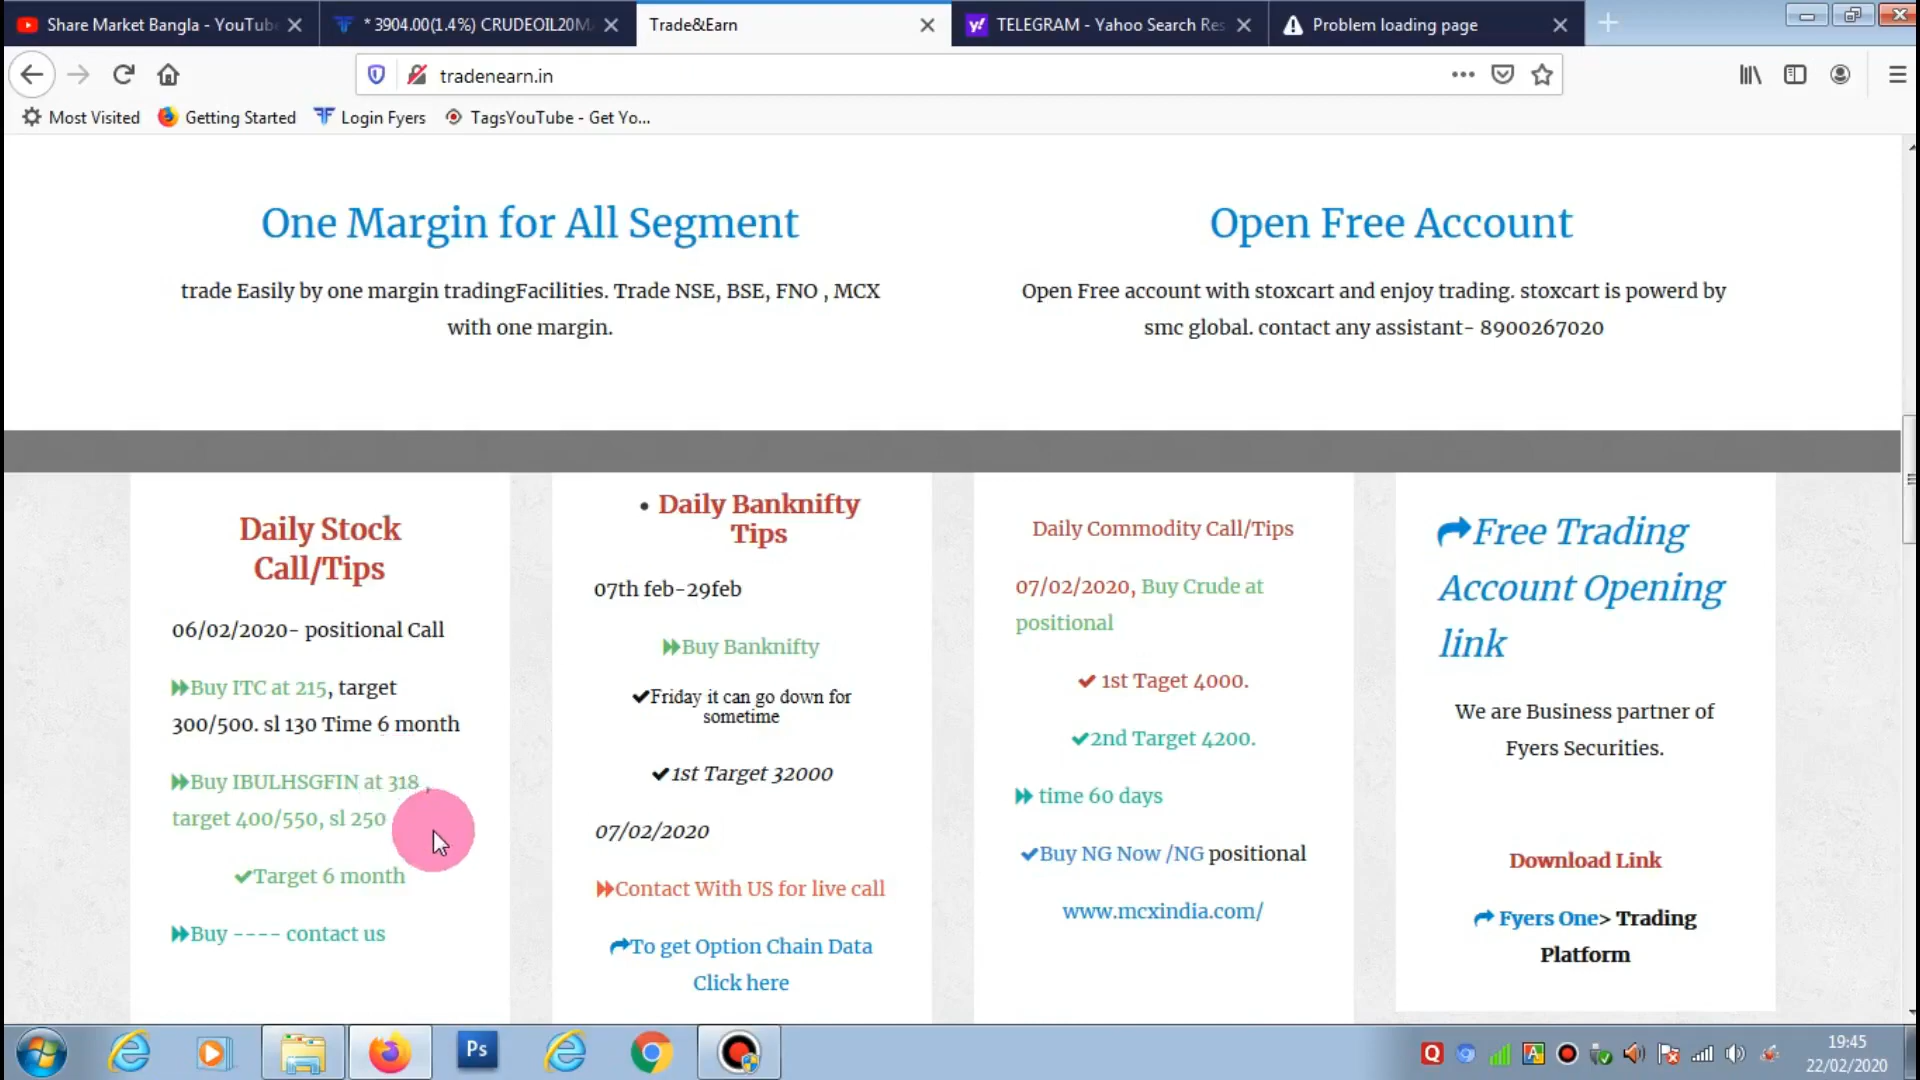 Share Market Bangla - YouTub
* 3904.00(1.4%) CRUDEOIL20M
Trade&Earn
TELEGRAM - Yahoo Search Res
Problem loading page
tradenearn.in
Most Visited
Getting Started
Login Fyers
TagsYouTube - Get Yo...
One Margin for All Segment
trade Easily by one margin tradingFacilities. Trade NSE, BSE, FNO , MCX
with one margin.
Open Free Account
Open Free account with stoxcart and enjoy trading. stoxcart is powerd by
smc global. contact any assistant- 8900267020
Daily Stock
Call/Tips
06/02/2020- positional Call
Buy ITC at 215, target
300/500. sl 130 Time 6 month
Buy IBULHSGFIN at 318 ,
target 400/550, sl 250
Target 6 month
Buy ---- contact us
Daily Banknifty
Tips
07th feb-29feb
Buy Banknifty
Friday it can go down for
sometime
1st Target 32000
07/02/2020
Contact With US for live call
To get Option Chain Data
Click here
Daily Commodity Call/Tips
07/02/2020, Buy Crude at
positional
1st Taget 4000.
2nd Target 4200.
time 60 days
Buy NG Now /NG positional
www.mcxindia.com/
Free Trading
Account Opening
link
We are Business partner of
Fyers Securities.
Download Link
Fyers One> Trading
Platform
Ps
19:45
22/02/2020